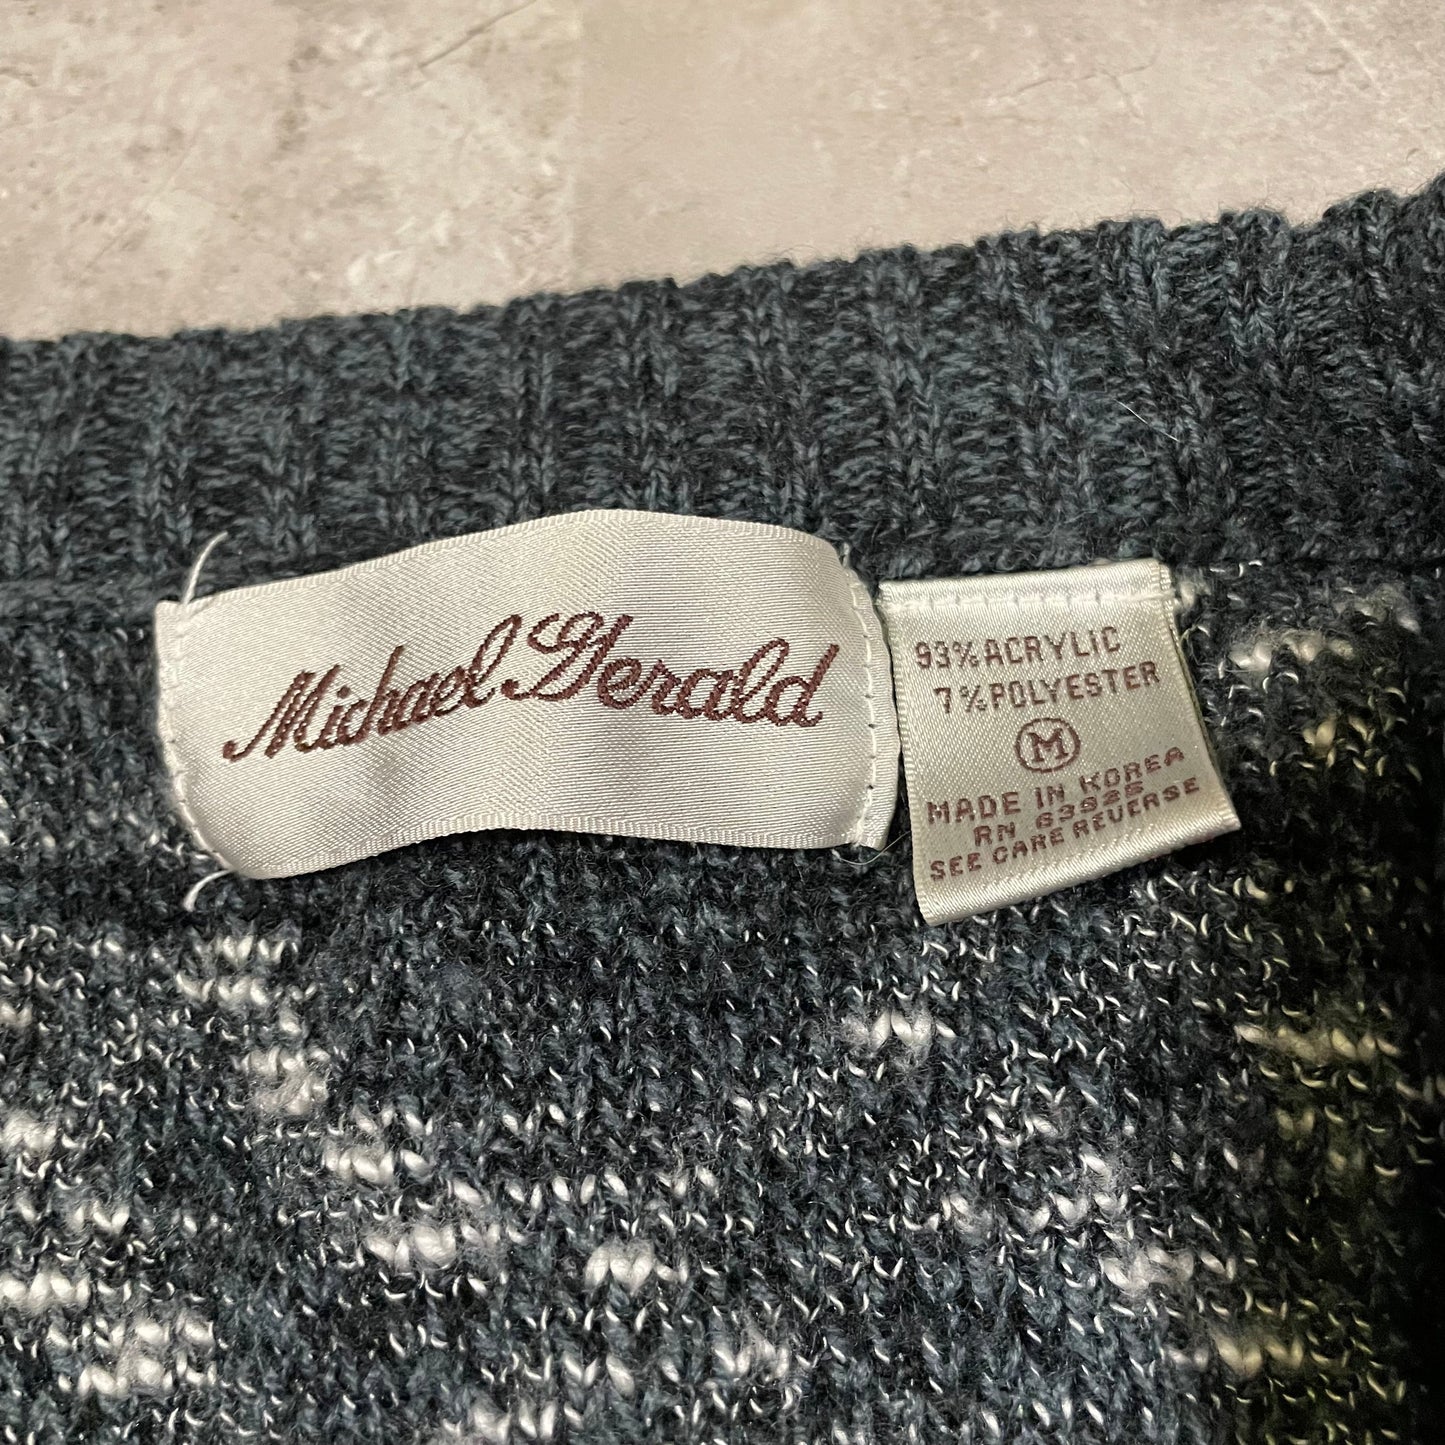 Michael Gerald
93% ACRYLIC
7% POLYESTER
M
MADE IN KOREA
RN 63925
SEE CARE REVERSE